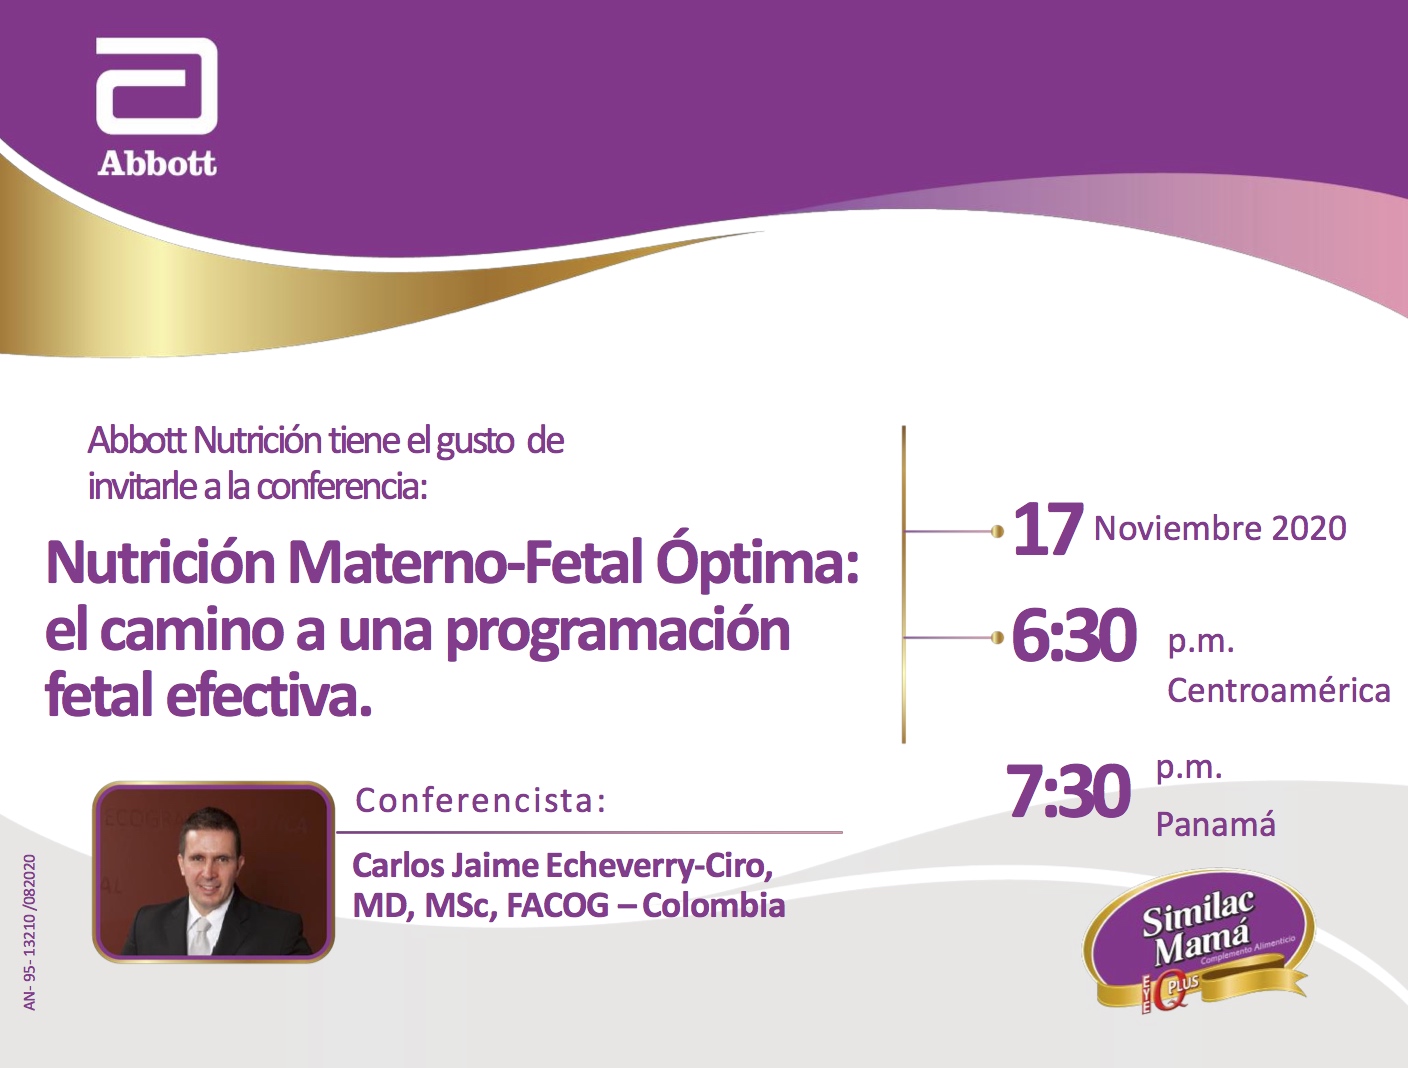 Abbott
Abbott Nutrición tiene el gusto de
invitarle a la conferencia:
Nutrición Materno-Fetal Óptima:
el camino a una programación
fetal efectiva.
17 Noviembre 2020
6:30 p.m.
Centroamérica
7:30 p.m.
Panamá
Conferencista:
Carlos Jaime Echeverry-Ciro,
MD, MSc, FACOG – Colombia
AN- 95- 13210 /082020
Similac
Mamá
Complemento Alimenticio
EYE IQ PLUS